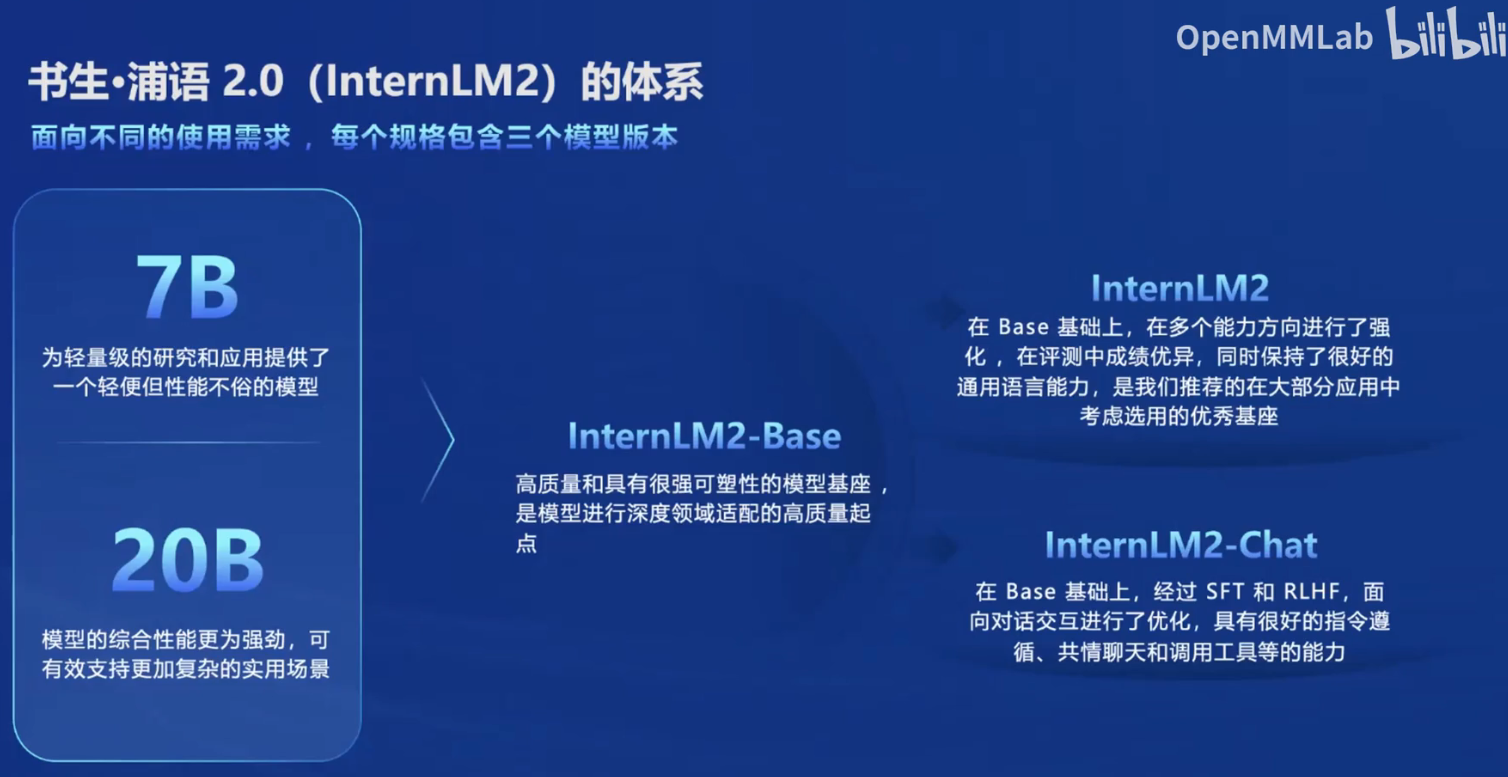 OpenMMLab bilibili
书生·浦语 2.0（InternLM2）的体系
面向不同的使用需求，每个规格包含三个模型版本
7B
为轻量级的研究和应用提供了
一个轻便但性能不俗的模型
20B
模型的综合性能更为强劲，可
有效支持更加复杂的实用场景
InternLM2-Base
高质量和具有很强可塑性的模型基座，
是模型进行深度领域适配的高质量起
点
InternLM2
在 Base 基础上，在多个能力方向进行了强
化，在评测中成绩优异，同时保持了很好的
通用语言能力，是我们推荐的在大部分应用中
考虑选用的优秀基座
InternLM2-Chat
在 Base 基础上，经过 SFT 和 RLHF，面
向对话交互进行了优化，具有很好的指令遵
循、共情聊天和调用工具等的能力